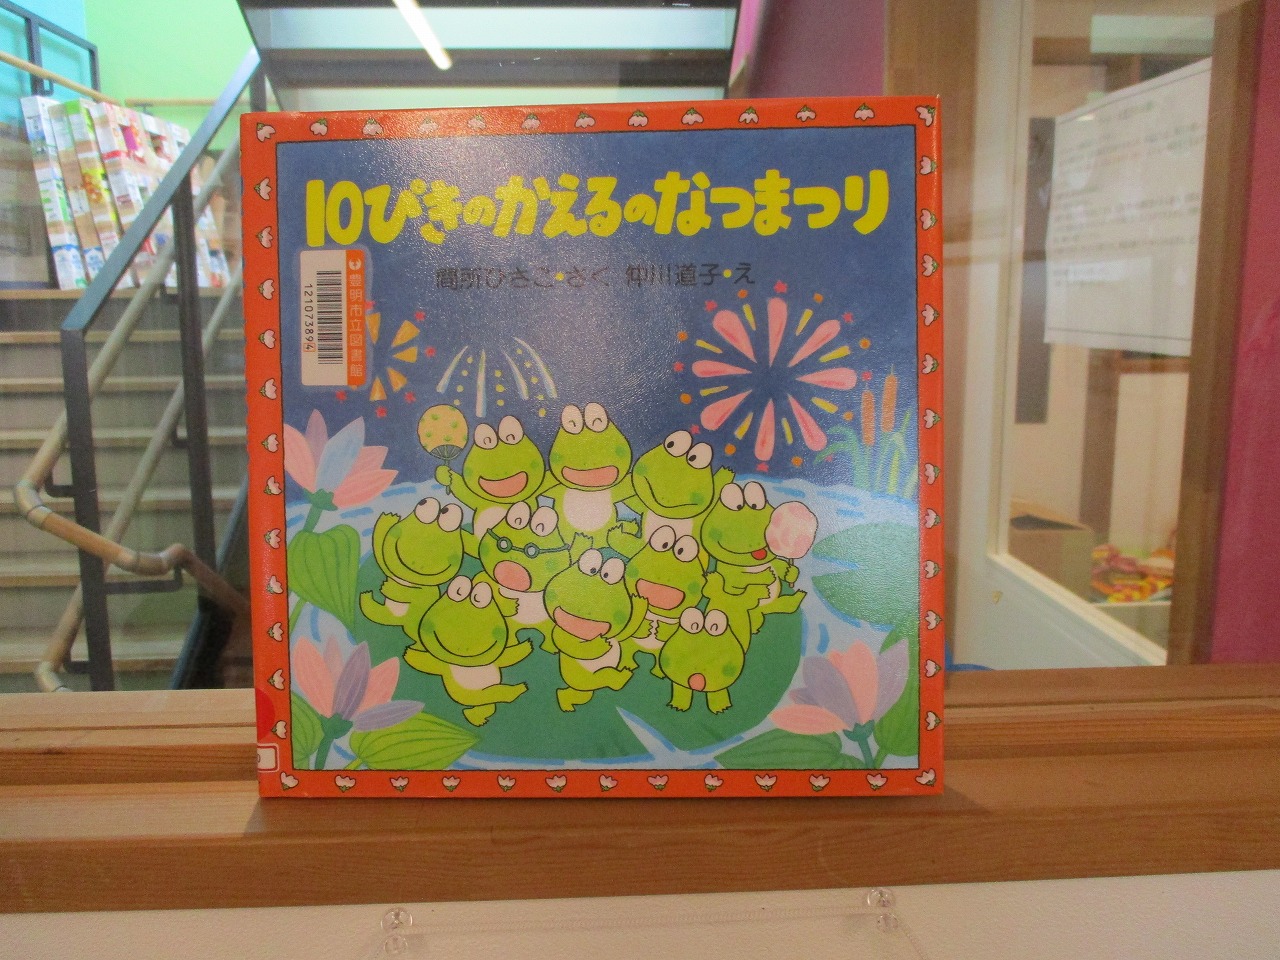 10ぴきのかえるのなつまつり
間所ひさこ・さく 仲川道子・え
豊明市立図書館
121073894